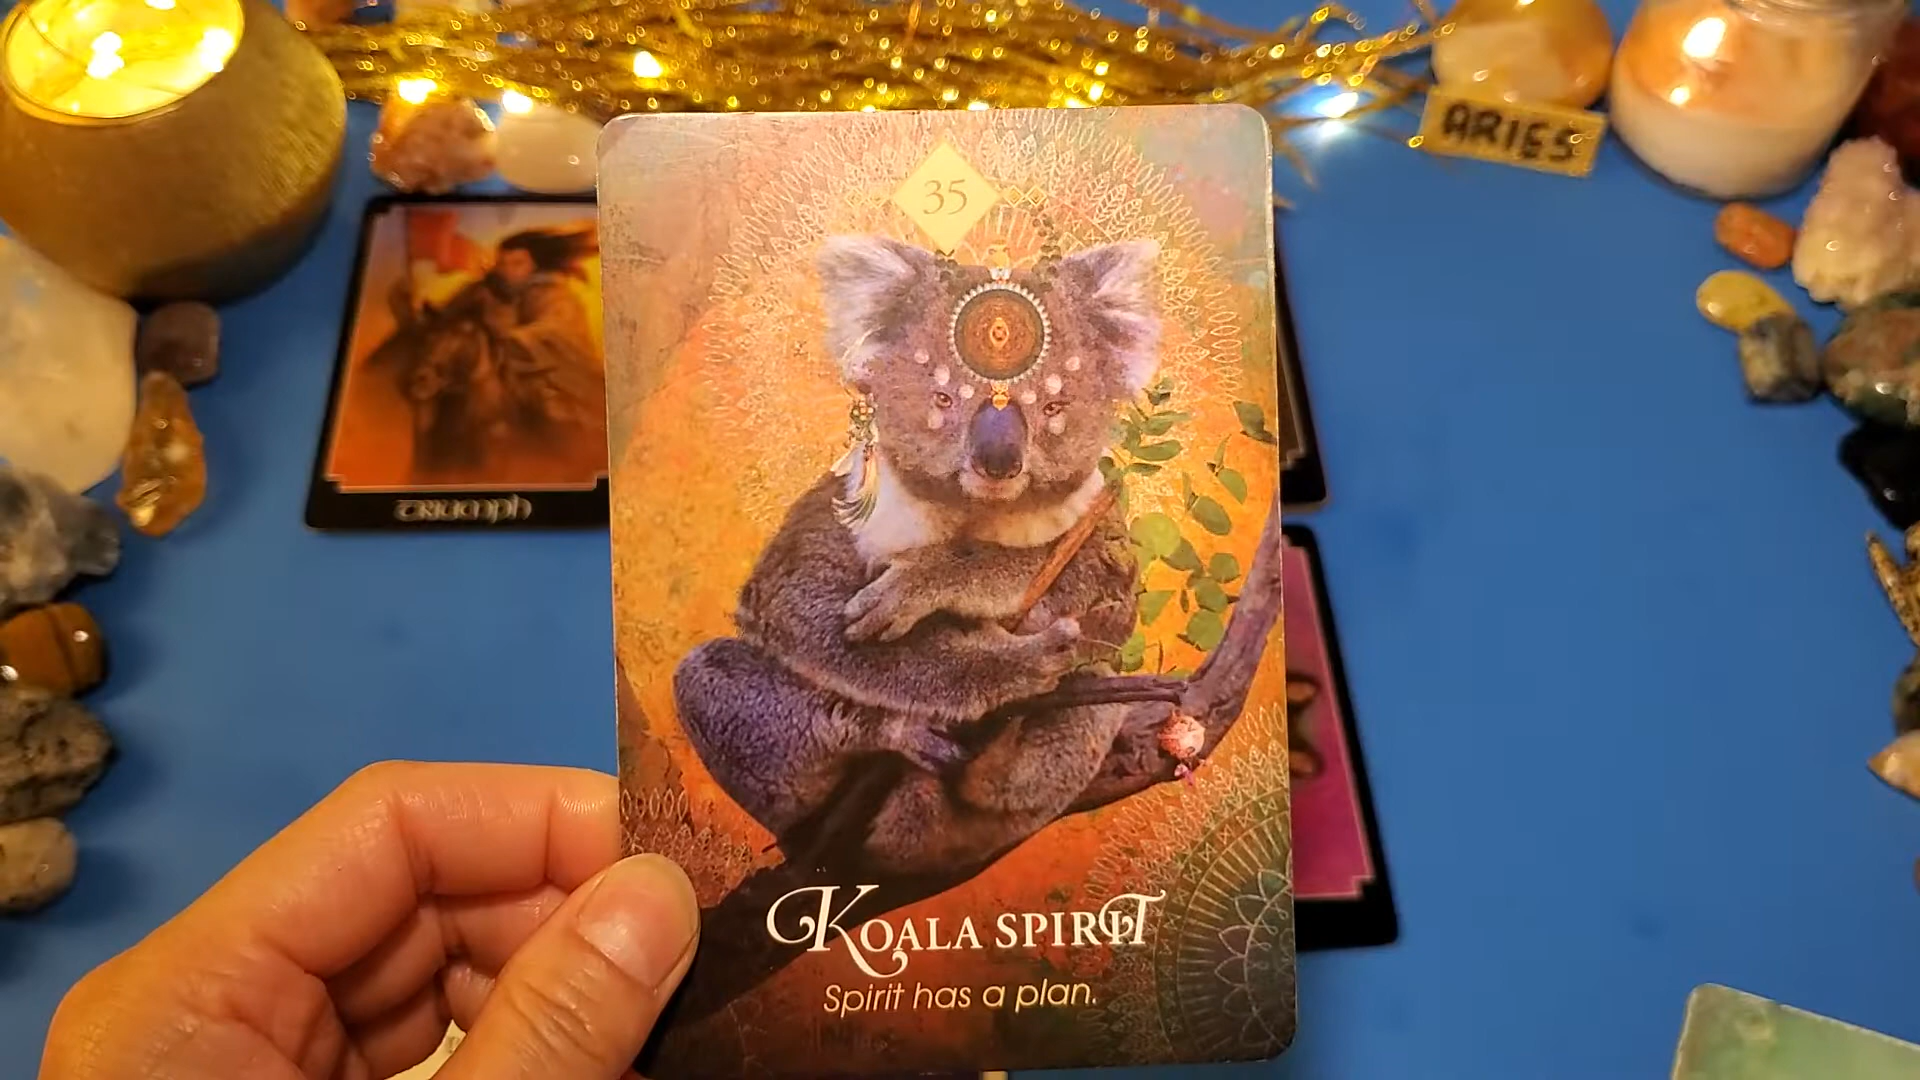 ARIES
35
TRIUMPH
KOALA SPIRIT
Spirit has a plan.